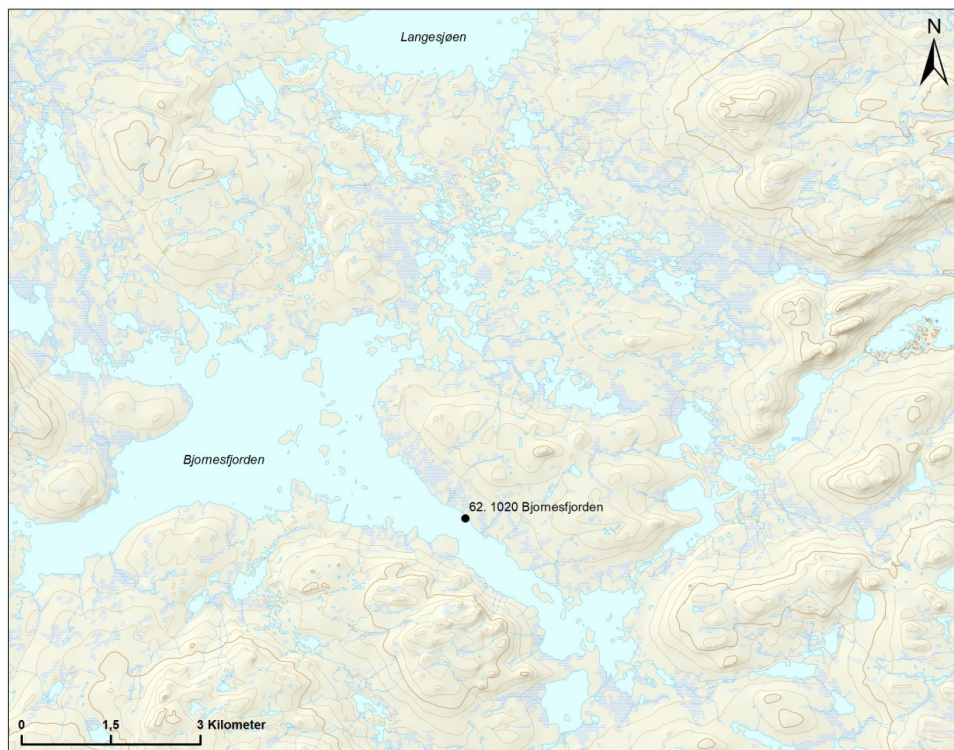 Langesjøen
N
Bjornesfjorden
62. 1020 Bjornesfjorden
0 1,5 3 Kilometer